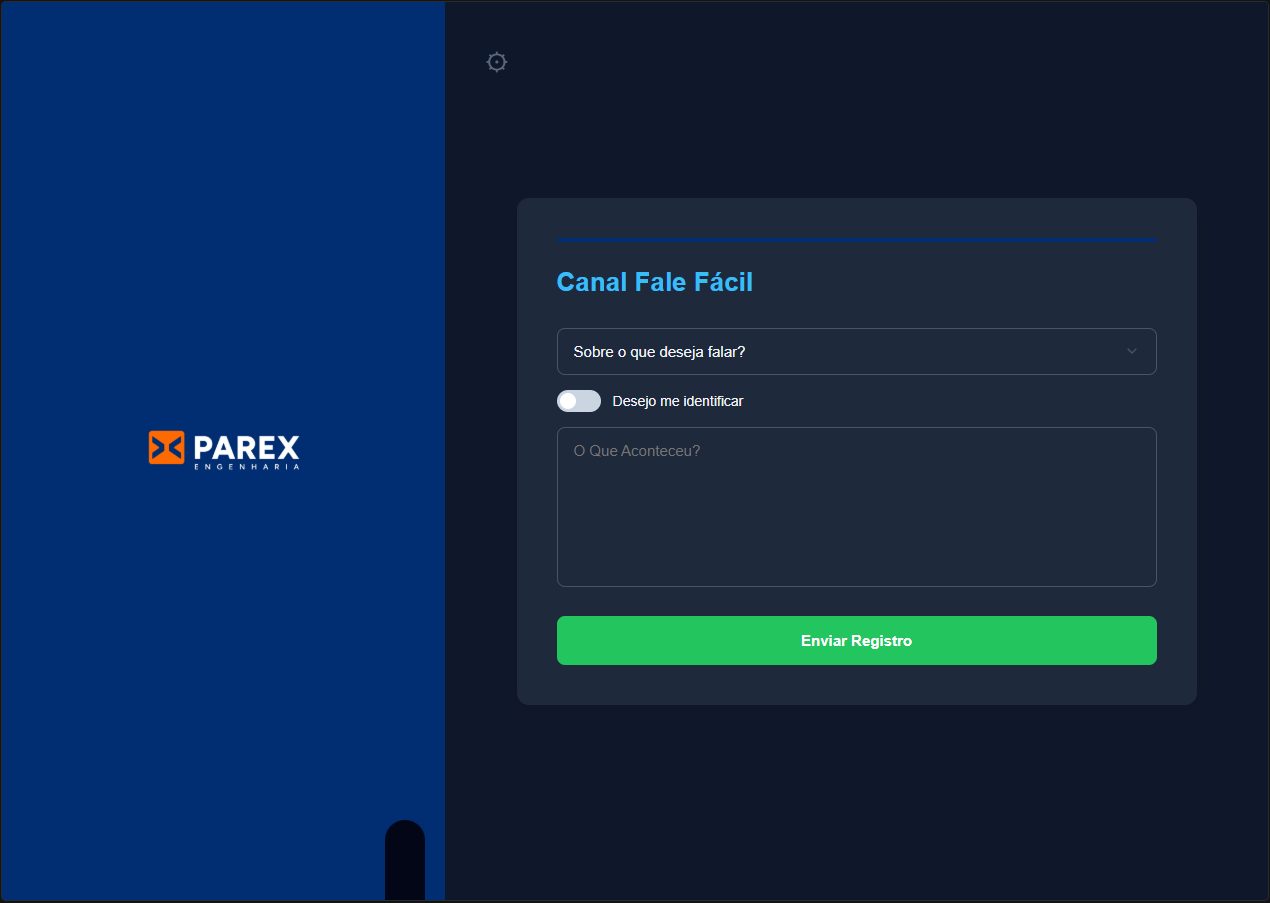 PAREX
ENGENHARIA
Canal Fale Fácil
Sobre o que deseja falar?
Desejo me identificar
O Que Aconteceu?
Enviar Registro